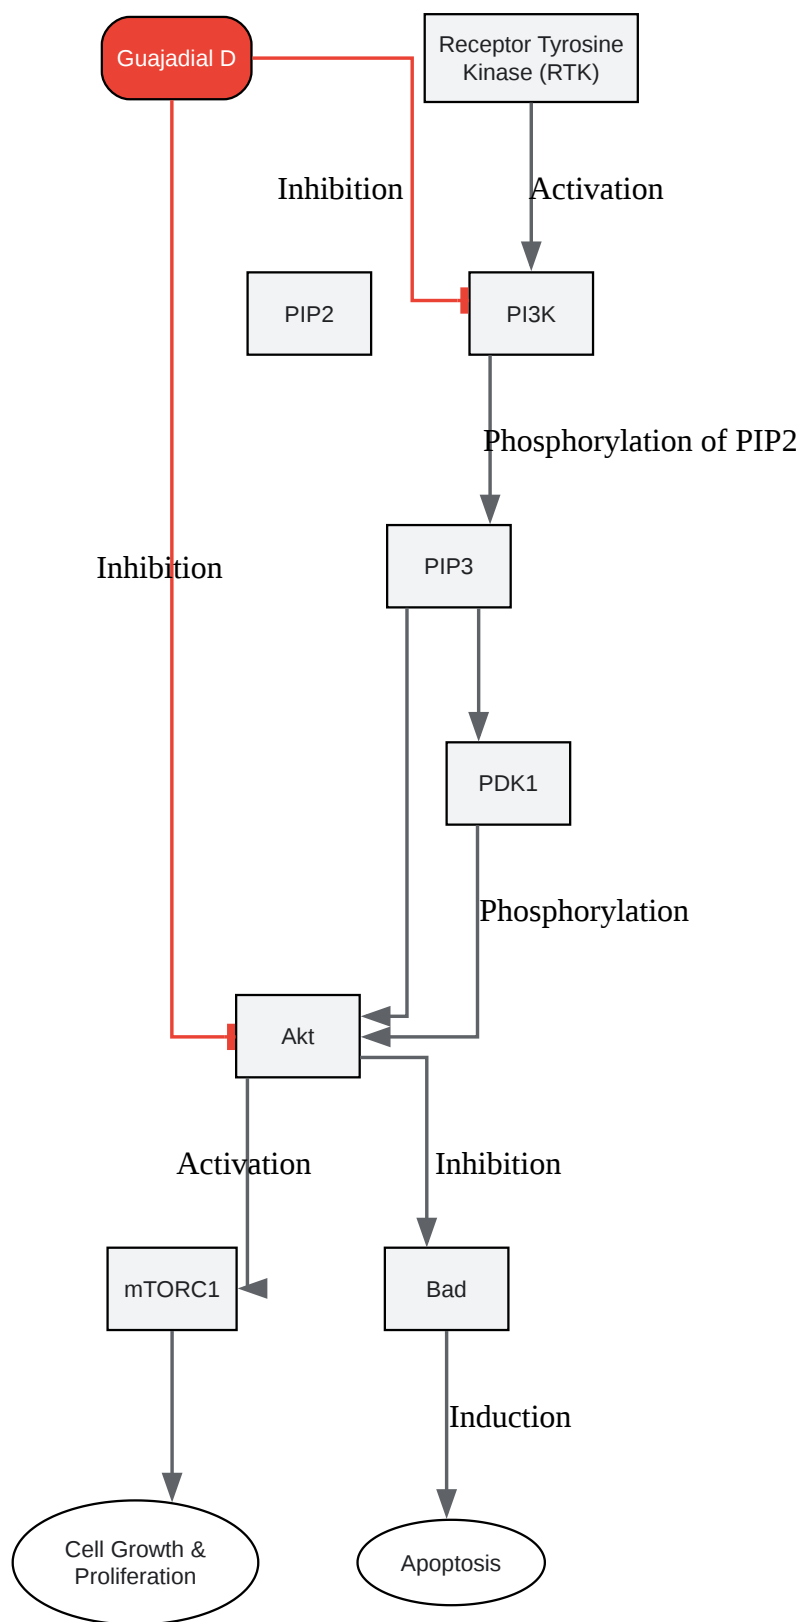 Guajadial D
Receptor Tyrosine
Kinase (RTK)
Inhibition
Activation
PIP2
PI3K
Phosphorylation of PIP2
Inhibition
PIP3
PDK1
Phosphorylation
Akt
Activation
Inhibition
mTORC1
Bad
Induction
Cell Growth &
Proliferation
Apoptosis